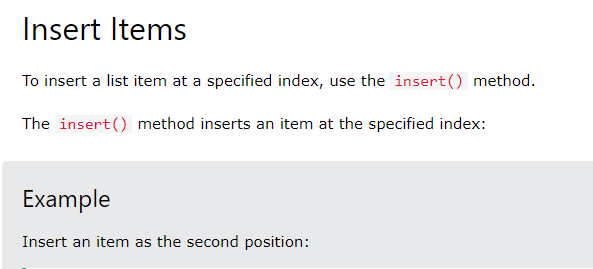 Insert Items
To insert a list item at a specified index, use the insert() method.
The insert() method inserts an item at the specified index:
Example
Insert an item as the second position: